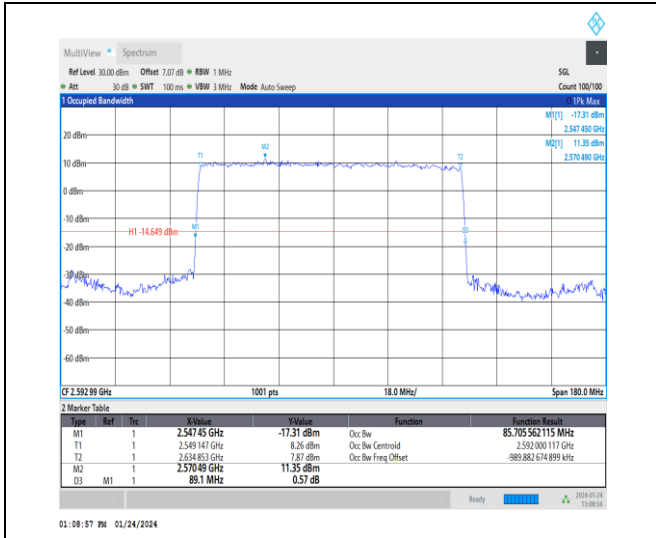 MultiView Spectrum
Ref Level 30.00 dBm Offset 7.07 dB RBW 1 MHz SGL
Att 30 dB SWT 100 ms VBW 3 MHz Mode Auto Sweep Count 100/100
1 Occupied Bandwidth 1Pk Max
M1[1] -17.31 dBm
2.547 450 GHz
20 dBm
M2[1] 11.35 dBm
2.570 490 GHz
M2
T1 T2
10 dBm
0 dBm
-10 dBm
M1
H1 -14.649 dBm
D3
-20 dBm
-30 dBm
-40 dBm
-50 dBm
-60 dBm
CF 2.592 99 GHz 1001 pts 18.0 MHz/ Span 180.0 MHz
2 Marker Table
Type Ref Trc X-Value Y-Value Function Function Result
M1 1 2.547 45 GHz -17.31 dBm Occ Bw 85.705 562 115 MHz
T1 1 2.549 147 GHz 8.26 dBm Occ Bw Centroid 2.592 000 117 GHz
T2 1 2.634 853 GHz 7.87 dBm Occ Bw Freq Offset -989.882 674 899 kHz
M2 1 2.570 49 GHz 11.35 dBm
D3 M1 1 89.1 MHz 0.57 dB
Ready 2024-01-24
13:08:56
01:08:57 PM 01/24/2024